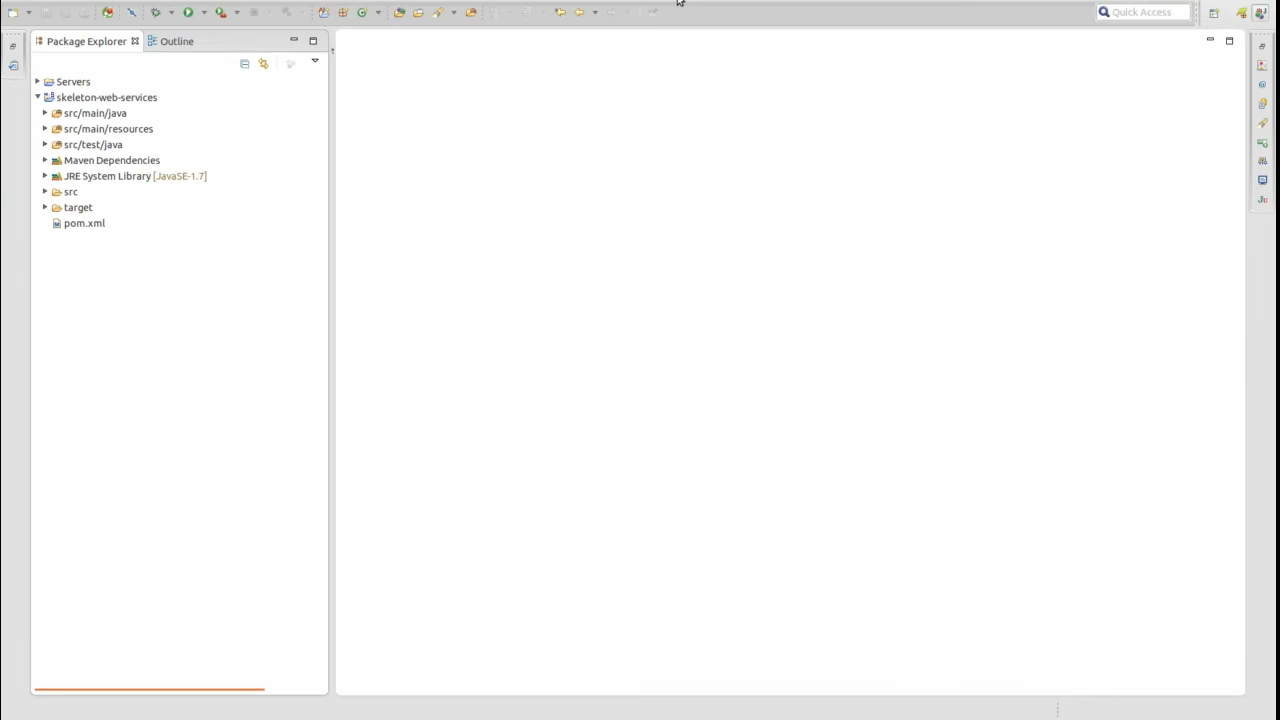 Quick Access
Package Explorer
Outline
Servers
skeleton-web-services
src/main/java
src/main/resources
src/test/java
Maven Dependencies
JRE System Library [JavaSE-1.7]
src
target
pom.xml
Ju